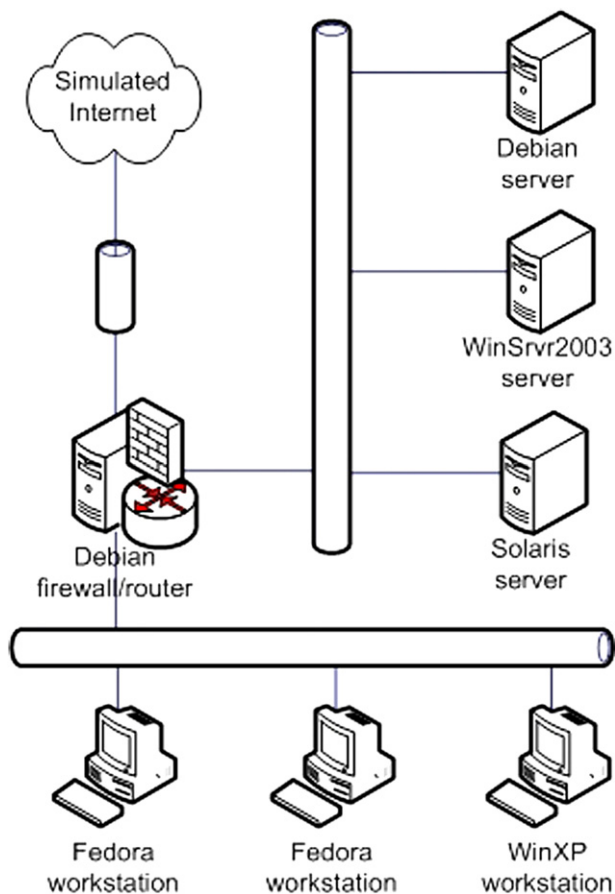 Simulated
Internet
Debian
server
WinSrvr2003
server
Debian
firewall/router
Solaris
server
Fedora
workstation
Fedora
workstation
WinXP
workstation